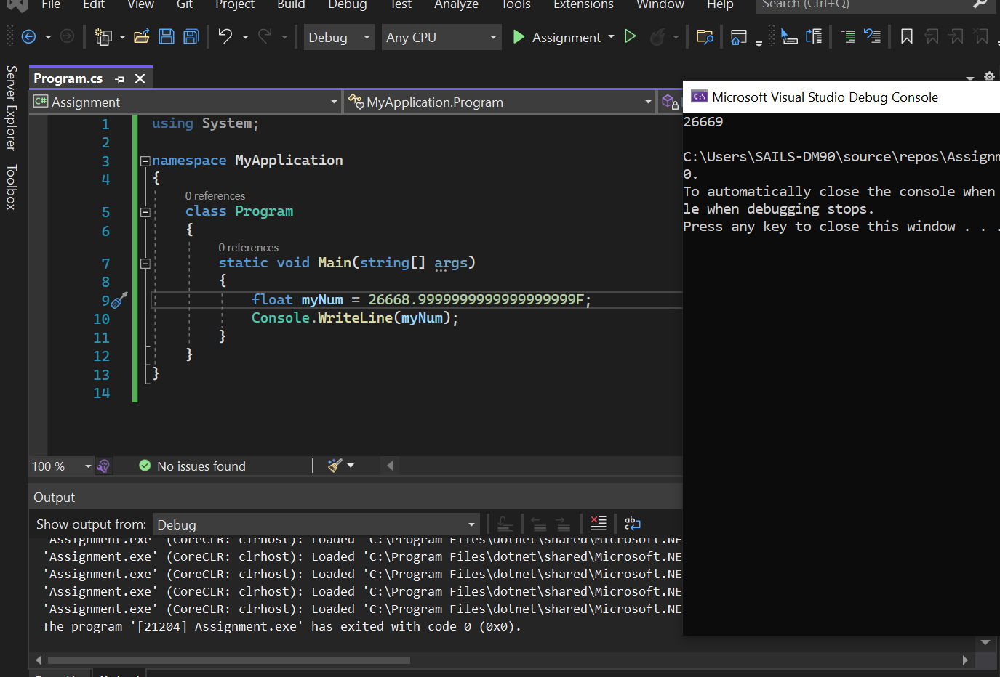 File Edit View Git Project Build Debug Test Analyze Tools Extensions Window Help Search (Ctrl+Q)
Debug Any CPU Assignment
Server Explorer
Toolbox
Program.cs
C# Assignment MyApplication.Program
1 using System;
2
3 namespace MyApplication
4 {
0 references
5 class Program
6 {
0 references
7 static void Main(string[] args)
8 {
9 float myNum = 26668.9999999999999999999F;
10 Console.WriteLine(myNum);
11 }
12 }
13 }
14
100 % No issues found
Output
Show output from: Debug
'Assignment.exe' (CoreCLR: clrhost): Loaded 'C:\Program Files\dotnet\shared\Microsoft.NE
'Assignment.exe' (CoreCLR: clrhost): Loaded 'C:\Program Files\dotnet\shared\Microsoft.NE
'Assignment.exe' (CoreCLR: clrhost): Loaded 'C:\Program Files\dotnet\shared\Microsoft.NE
'Assignment.exe' (CoreCLR: clrhost): Loaded 'C:\Program Files\dotnet\shared\Microsoft.NE
'Assignment.exe' (CoreCLR: clrhost): Loaded 'C:\Program Files\dotnet\shared\Microsoft.NE
The program '[21204] Assignment.exe' has exited with code 0 (0x0).
C:\ Microsoft Visual Studio Debug Console
26669
C:\Users\SAILS-DM90\source\repos\Assignm
0.
To automatically close the console when
le when debugging stops.
Press any key to close this window . . .